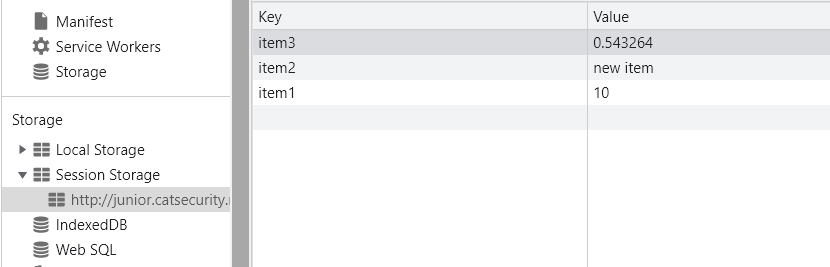 Manifest
Service Workers
Storage
Storage
Local Storage
Session Storage
http://junior.catsecurity.
IndexedDB
Web SQL
Key Value
item3 0.543264
item2 new item
item1 10